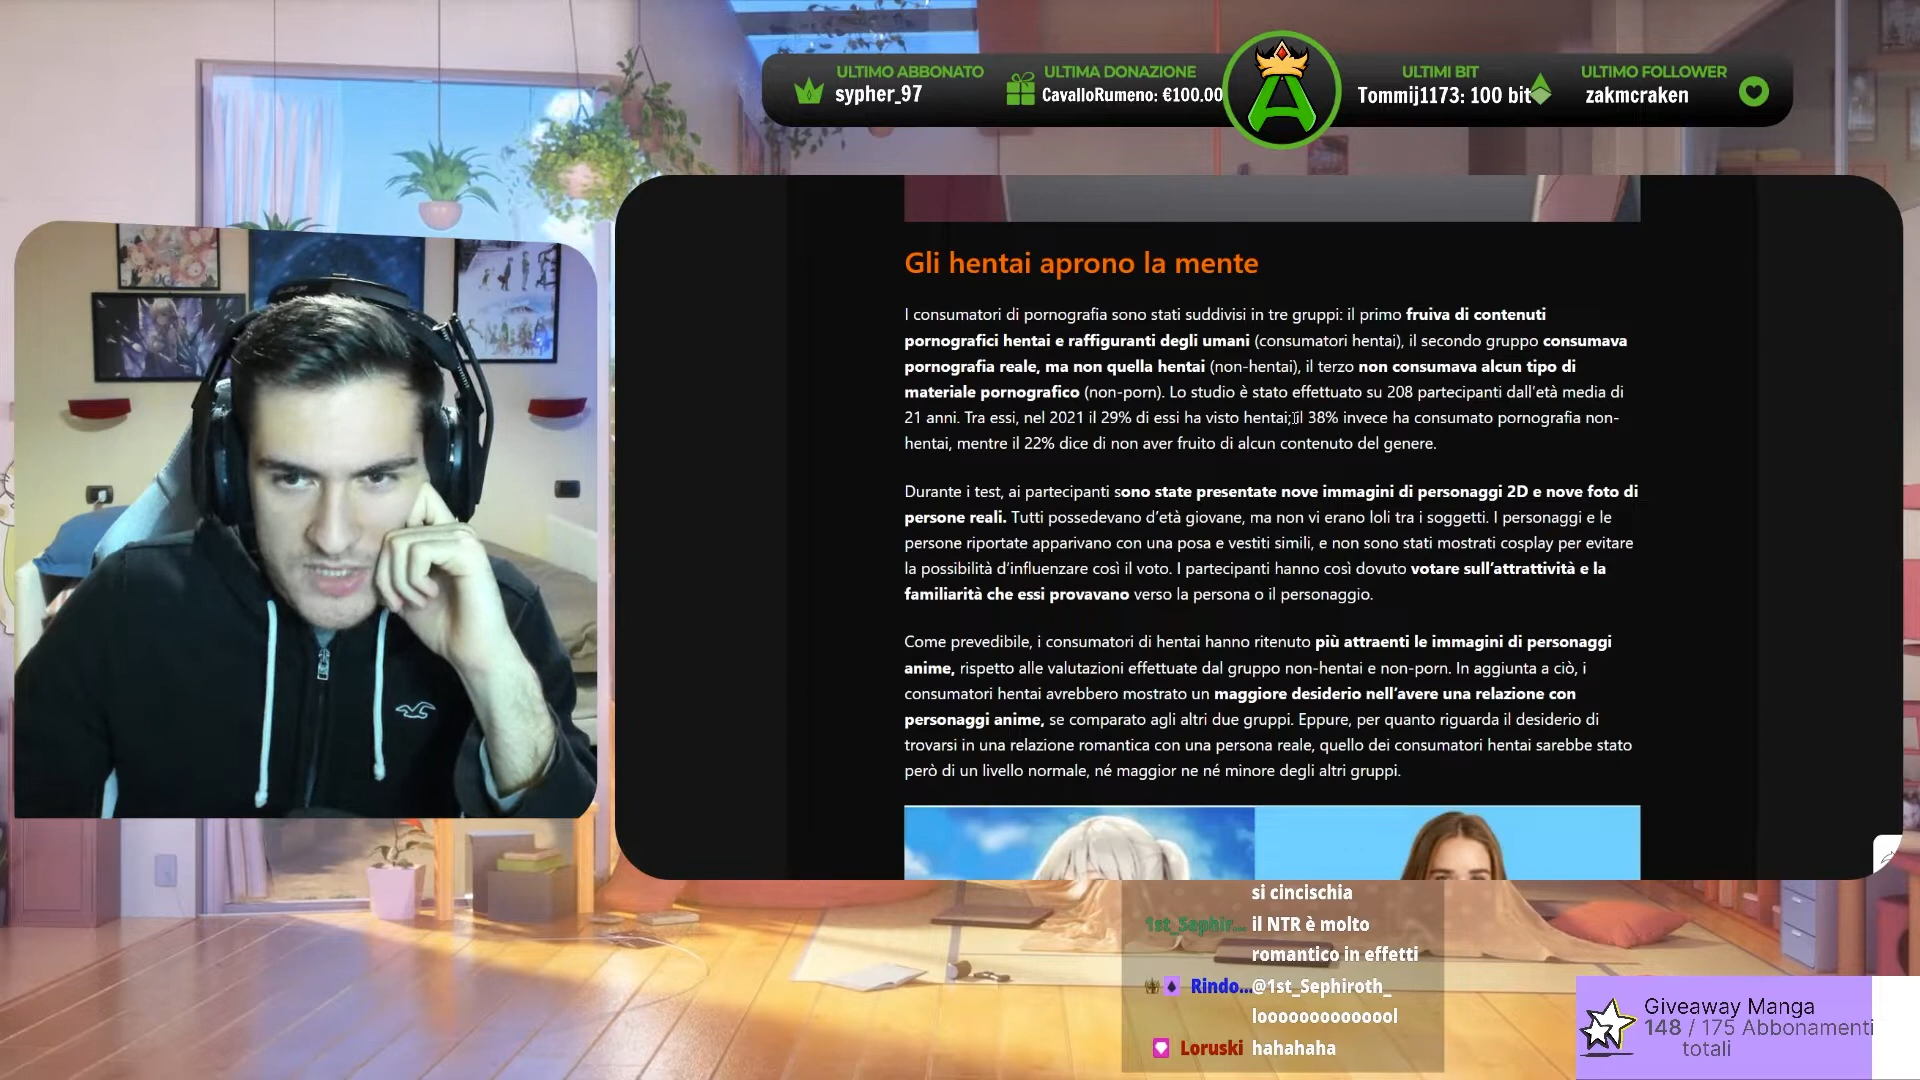 ULTIMO ABBONATO
sypher_97
ULTIMA DONAZIONE
CavalloRumeno: €100.00
A
ULTIMI BIT
Tommij1173: 100 bit
ULTIMO FOLLOWER
zakmcraken
Gli hentai aprono la mente
I consumatori di pornografia sono stati suddivisi in tre gruppi: il primo fruiva di contenuti
pornografici hentai e raffiguranti degli umani (consumatori hentai), il secondo gruppo consumava
pornografia reale, ma non quella hentai (non-hentai), il terzo non consumava alcun tipo di
materiale pornografico (non-porn). Lo studio è stato effettuato su 208 partecipanti dall’età media di
21 anni. Tra essi, nel 2021 il 29% di essi ha visto hentai; il 38% invece ha consumato pornografia non-
hentai, mentre il 22% dice di non aver fruito di alcun contenuto del genere.
Durante i test, ai partecipanti sono state presentate nove immagini di personaggi 2D e nove foto di
persone reali. Tutti possedevano d’età giovane, ma non vi erano loli tra i soggetti. I personaggi e le
persone riportate apparivano con una posa e vestiti simili, e non sono stati mostrati cosplay per evitare
la possibilità d’influenzare così il voto. I partecipanti hanno così dovuto votare sull’attrattività e la
familiarità che essi provavano verso la persona o il personaggio.
Come prevedibile, i consumatori di hentai hanno ritenuto più attraenti le immagini di personaggi
anime, rispetto alle valutazioni effettuate dal gruppo non-hentai e non-porn. In aggiunta a ciò, i
consumatori hentai avrebbero mostrato un maggiore desiderio nell’avere una relazione con
personaggi anime, se comparato agli altri due gruppi. Eppure, per quanto riguarda il desiderio di
trovarsi in una relazione romantica con una persona reale, quello dei consumatori hentai sarebbe stato
però di un livello normale, né maggior ne né minore degli altri gruppi.
si cincischia
1st_Sephir... il NTR è molto
romantico in effetti
Rindo... @1st_Sephiroth_
loooooooooooool
Loruski hahahaha
Giveaway Manga
148 / 175 Abbonamenti
totali